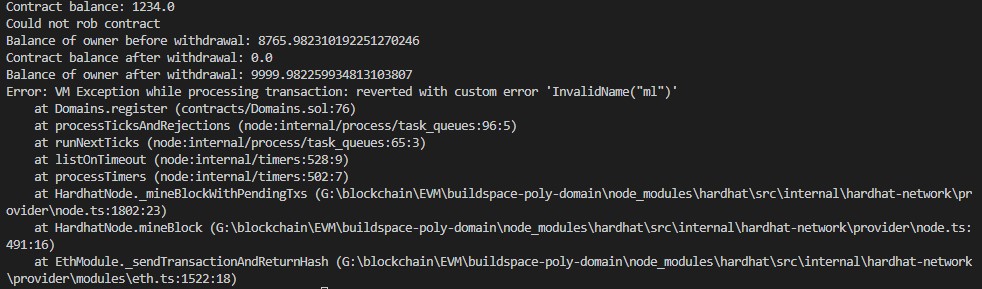 Contract balance: 1234.0
Could not rob contract
Balance of owner before withdrawal: 8765.982310192251270246
Contract balance after withdrawal: 0.0
Balance of owner after withdrawal: 9999.982259934813103807
Error: VM Exception while processing transaction: reverted with custom error 'InvalidName("ml")'
    at Domains.register (contracts/Domains.sol:76)
    at processTicksAndRejections (node:internal/process/task_queues:96:5)
    at runNextTicks (node:internal/process/task_queues:65:3)
    at listOnTimeout (node:internal/timers:528:9)
    at processTimers (node:internal/timers:502:7)
    at HardhatNode._mineBlockWithPendingTxs (G:\blockchain\EVM\buildspace-poly-domain\node_modules\hardhat\src\internal\hardhat-network\pr
ovider\node.ts:1802:23)
    at HardhatNode.mineBlock (G:\blockchain\EVM\buildspace-poly-domain\node_modules\hardhat\src\internal\hardhat-network\provider\node.ts:
491:16)
    at EthModule._sendTransactionAndReturnHash (G:\blockchain\EVM\buildspace-poly-domain\node_modules\hardhat\src\internal\hardhat-network
\provider\modules\eth.ts:1522:18)